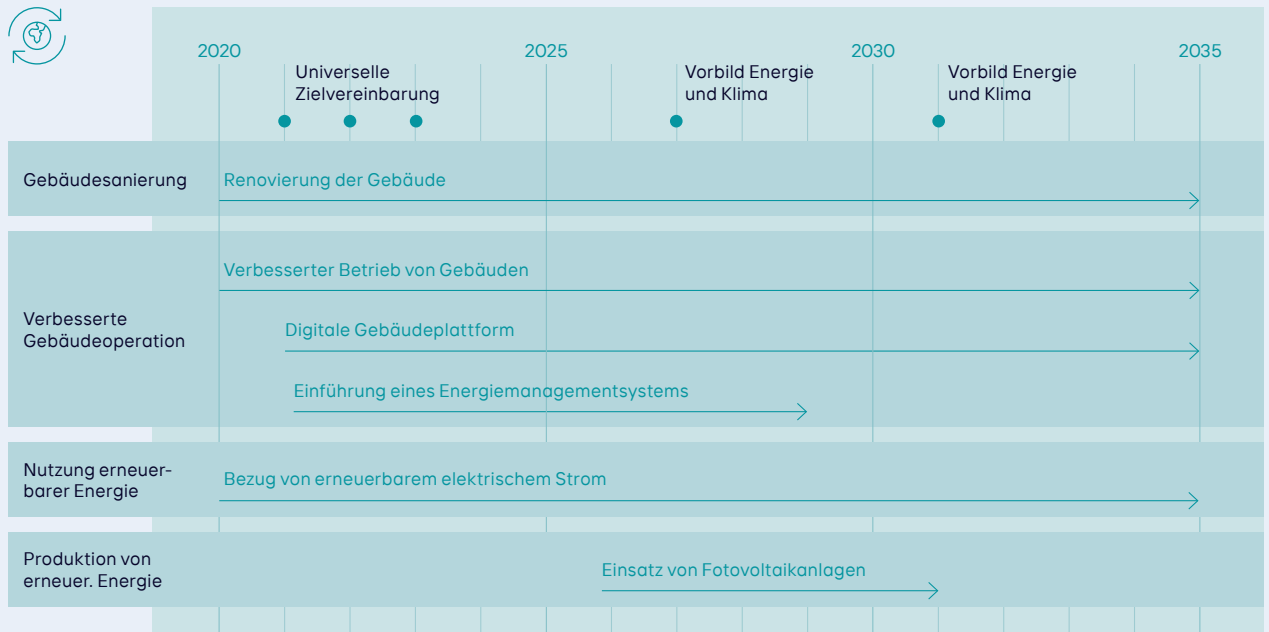 2020
2025
2030
2035
Universelle
Zielvereinbarung
Vorbild Energie
und Klima
Vorbild Energie
und Klima
Gebäudesanierung
Renovierung der Gebäude
Verbesserte
Gebäudeoperation
Verbesserter Betrieb von Gebäuden
Digitale Gebäudeplattform
Einführung eines Energiemanagementsystems
Nutzung erneuer-
barer Energie
Bezug von erneuerbarem elektrischem Strom
Produktion von
erneuer. Energie
Einsatz von Fotovoltaikanlagen